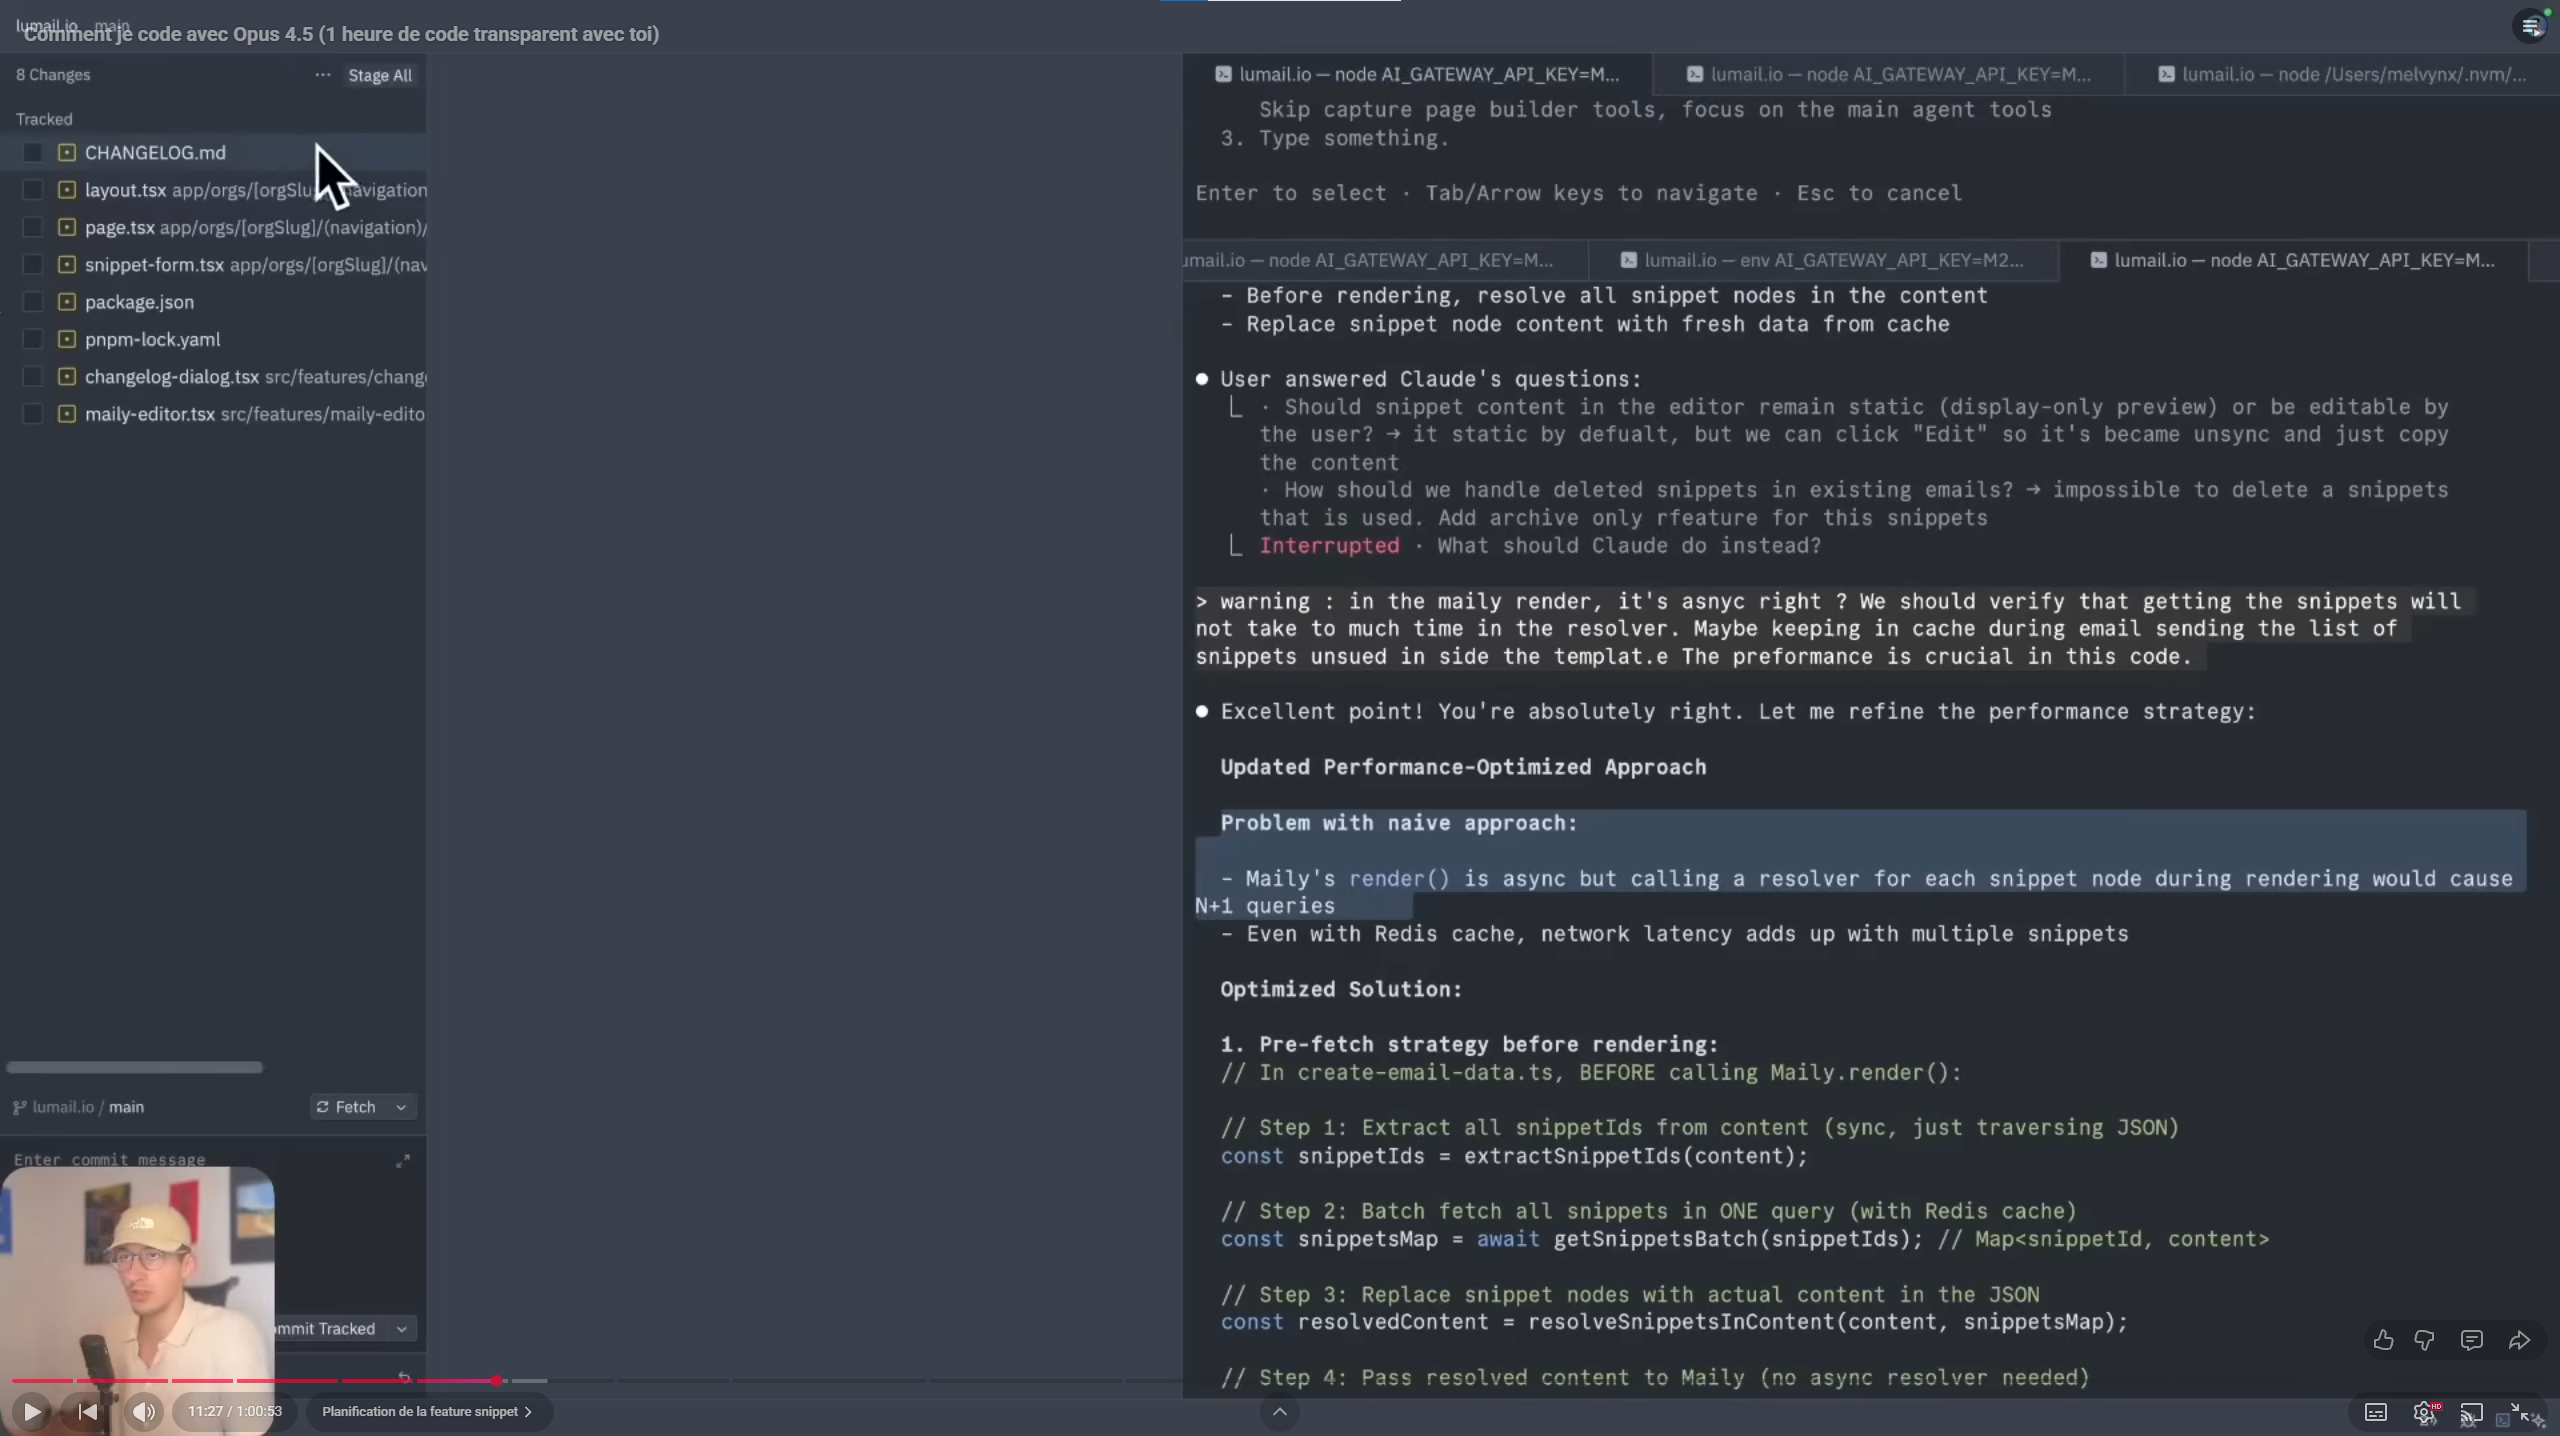 lumail.io main
Comment je code avec Opus 4.5 (1 heure de code transparent avec toi)
8 Changes
··· Stage All
Tracked
CHANGELOG.md
layout.tsx app/orgs/[orgSlu navigation
page.tsx app/orgs/[orgSlug]/(navigation)/
snippet-form.tsx app/orgs/[orgSlug]/(nav
package.json
pnpm-lock.yaml
changelog-dialog.tsx src/features/change
maily-editor.tsx src/features/maily-edito
lumail.io / main
Fetch
Enter commit message
ommit Tracked
lumail.io — node AI_GATEWAY_API_KEY=M...
lumail.io — node AI_GATEWAY_API_KEY=M...
lumail.io — node /Users/melvynx/.nvm/...
Skip capture page builder tools, focus on the main agent tools
3. Type something.
Enter to select · Tab/Arrow keys to navigate · Esc to cancel
umail.io — node AI_GATEWAY_API_KEY=M...
lumail.io — env AI_GATEWAY_API_KEY=M2...
lumail.io — node AI_GATEWAY_API_KEY=M...
- Before rendering, resolve all snippet nodes in the content
- Replace snippet node content with fresh data from cache
● User answered Claude's questions:
· Should snippet content in the editor remain static (display-only preview) or be editable by
the user? → it static by defualt, but we can click "Edit" so it's became unsync and just copy
the content
· How should we handle deleted snippets in existing emails? → impossible to delete a snippets
that is used. Add archive only rfeature for this snippets
Interrupted · What should Claude do instead?
> warning : in the maily render, it's asnyc right ? We should verify that getting the snippets will
not take to much time in the resolver. Maybe keeping in cache during email sending the list of
snippets unsued in side the templat.e The preformance is crucial in this code.
● Excellent point! You're absolutely right. Let me refine the performance strategy:
Updated Performance-Optimized Approach
Problem with naive approach:
- Maily's render() is async but calling a resolver for each snippet node during rendering would cause
N+1 queries
- Even with Redis cache, network latency adds up with multiple snippets
Optimized Solution:
1. Pre-fetch strategy before rendering:
// In create-email-data.ts, BEFORE calling Maily.render():
// Step 1: Extract all snippetIds from content (sync, just traversing JSON)
const snippetIds = extractSnippetIds(content);
// Step 2: Batch fetch all snippets in ONE query (with Redis cache)
const snippetsMap = await getSnippetsBatch(snippetIds); // Map<snippetId, content>
// Step 3: Replace snippet nodes with actual content in the JSON
const resolvedContent = resolveSnippetsInContent(content, snippetsMap);
// Step 4: Pass resolved content to Maily (no async resolver needed)
11:27 / 1:00:53
Planification de la feature snippet
HD